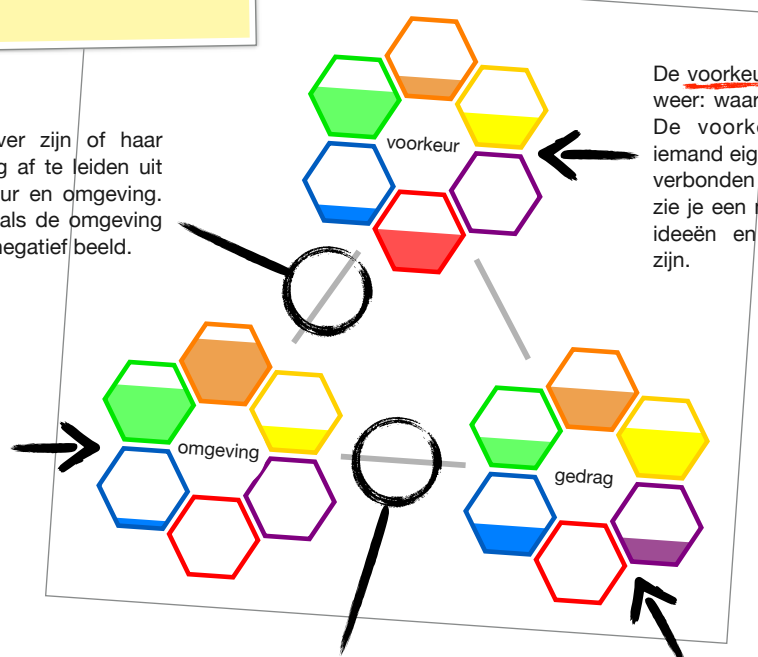 ver zijn of haar
g af te leiden uit
ur en omgeving.
als de omgeving
negatief beeld.
voorkeur
De voorkeu
weer: waar
De voorke
iemand eig
verbonden
zie je een
ideeën en
zijn.
omgeving
gedrag